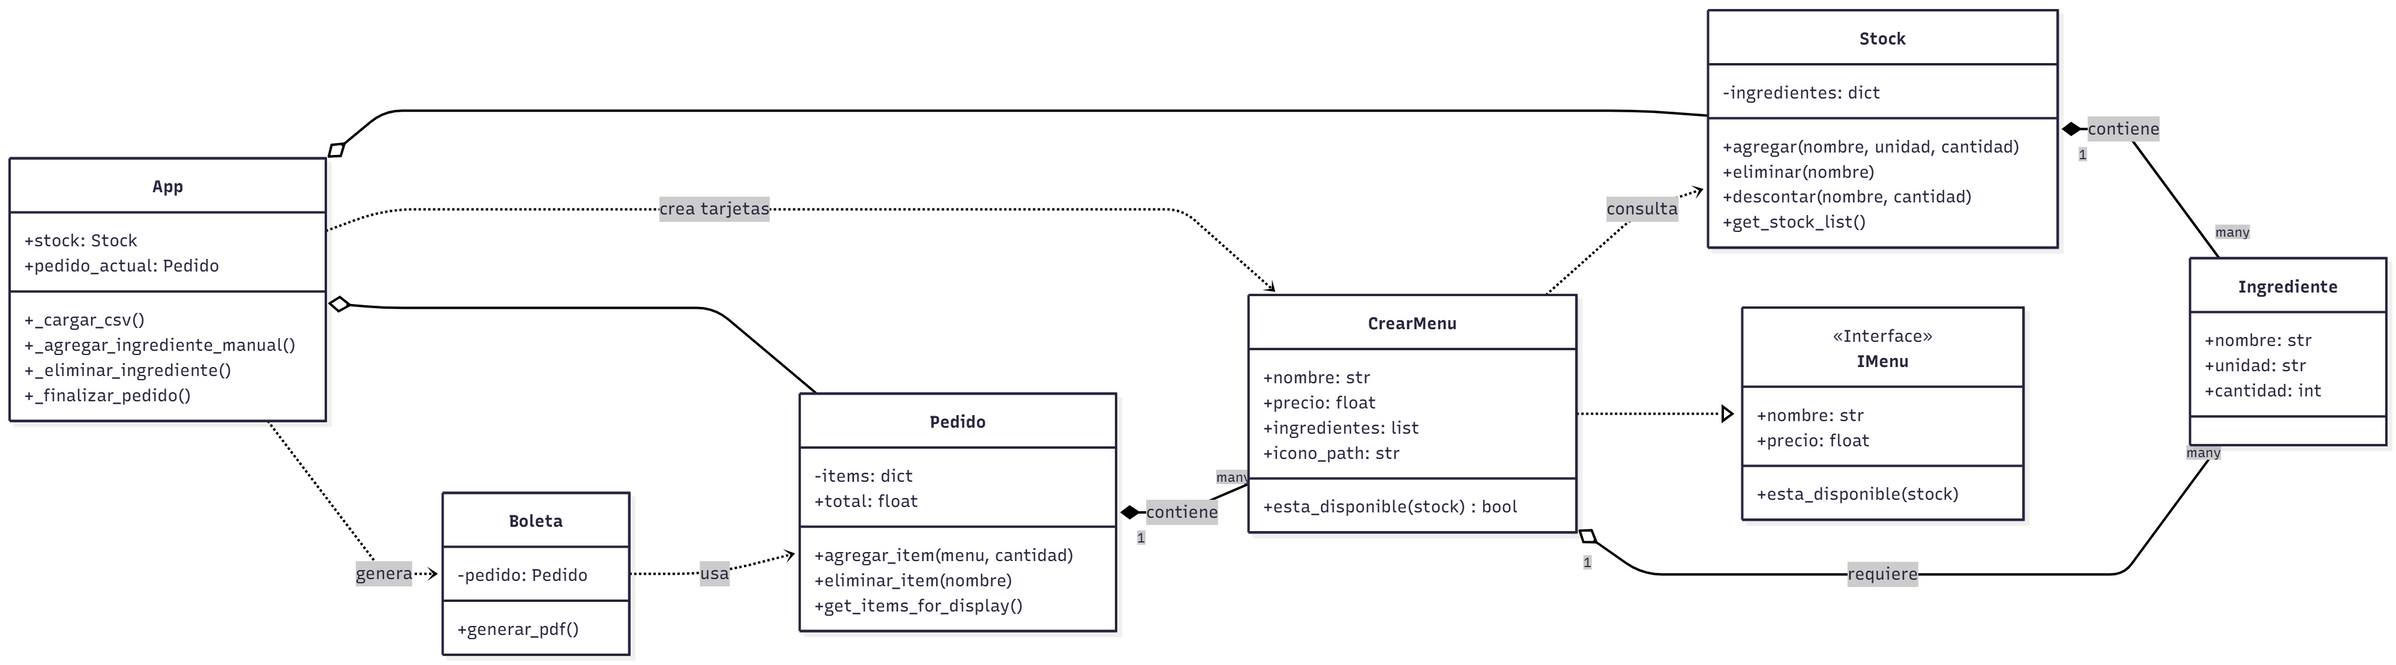 Stock
-ingredientes: dict
+agregar(nombre, unidad, cantidad)
+eliminar(nombre)
+descontar(nombre, cantidad)
+get_stock_list()
contiene
1
many
App
+stock: Stock
+pedido_actual: Pedido
+_cargar_csv()
+_agregar_ingrediente_manual()
+_eliminar_ingrediente()
+_finalizar_pedido()
crea tarjetas
consulta
Ingrediente
+nombre: str
+unidad: str
+cantidad: int
many
CrearMenu
+nombre: str
+precio: float
+ingredientes: list
+icono_path: str
+esta_disponible(stock) : bool
«Interface»
IMenu
+nombre: str
+precio: float
+esta_disponible(stock)
Pedido
-items: dict
+total: float
+agregar_item(menu, cantidad)
+eliminar_item(nombre)
+get_items_for_display()
many
contiene
1
1
requiere
Boleta
-pedido: Pedido
+generar_pdf()
genera
usa